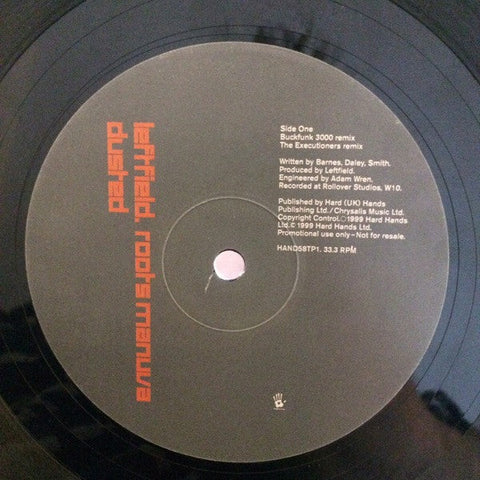 leftfield. roots manuva
dusted
Side One
Buckfunk 3000 remix
The Executioners remix
Written by Barnes, Daley, Smith.
Produced by Leftfield.
Engineered by Adam Wren.
Recorded at Rollover Studios, W10.
Published by Hard (UK) Hands
Publishing Ltd./Chrysalis Music Ltd.
Copyright Control.℗1999 Hard Hands
Ltd.© 1999 Hard Hands Ltd.
Promotional use only–Not for resale.
HAND58TP1. 33.3 RPM